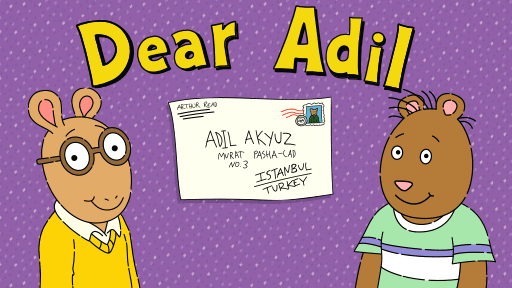 Dear Adil
ARTHUR READ
ADIL AKYUZ
MURAT PASHA-CAD
NO.3
ISTANBUL
TURKEY